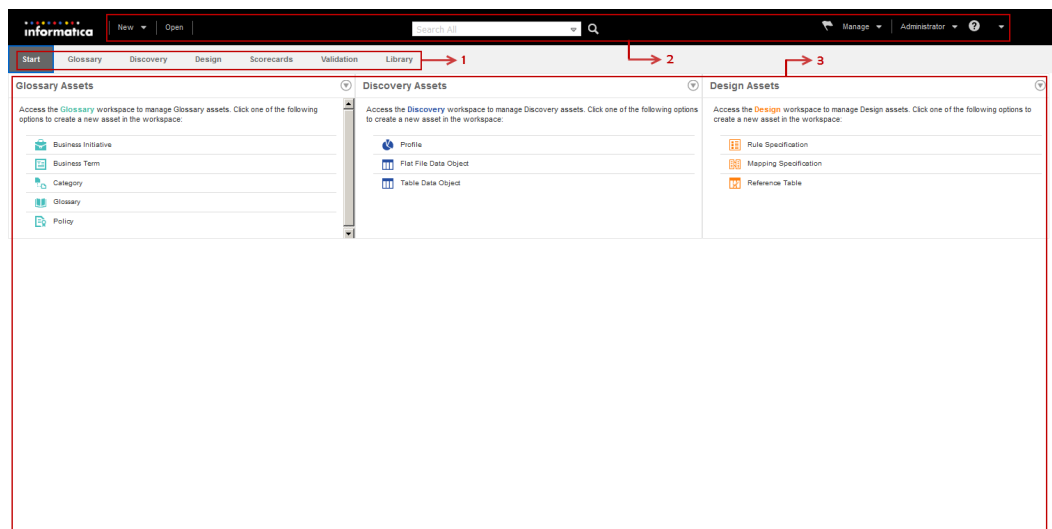 informatica
New
Open
Search All
Manage
Administrator
?
Start
Glossary
Discovery
Design
Scorecards
Validation
Library
1
2
3
Glossary Assets
Access the Glossary workspace to manage Glossary assets. Click one of the following
options to create a new asset in the workspace:
Business Initiative
Business Term
Category
Glossary
Policy
Discovery Assets
Access the Discovery workspace to manage Discovery assets. Click one of the following options
to create a new asset in the workspace:
Profile
Flat File Data Object
Table Data Object
Design Assets
Access the Design workspace to manage Design assets. Click one of the following options to
create a new asset in the workspace:
Rule Specification
Mapping Specification
Reference Table